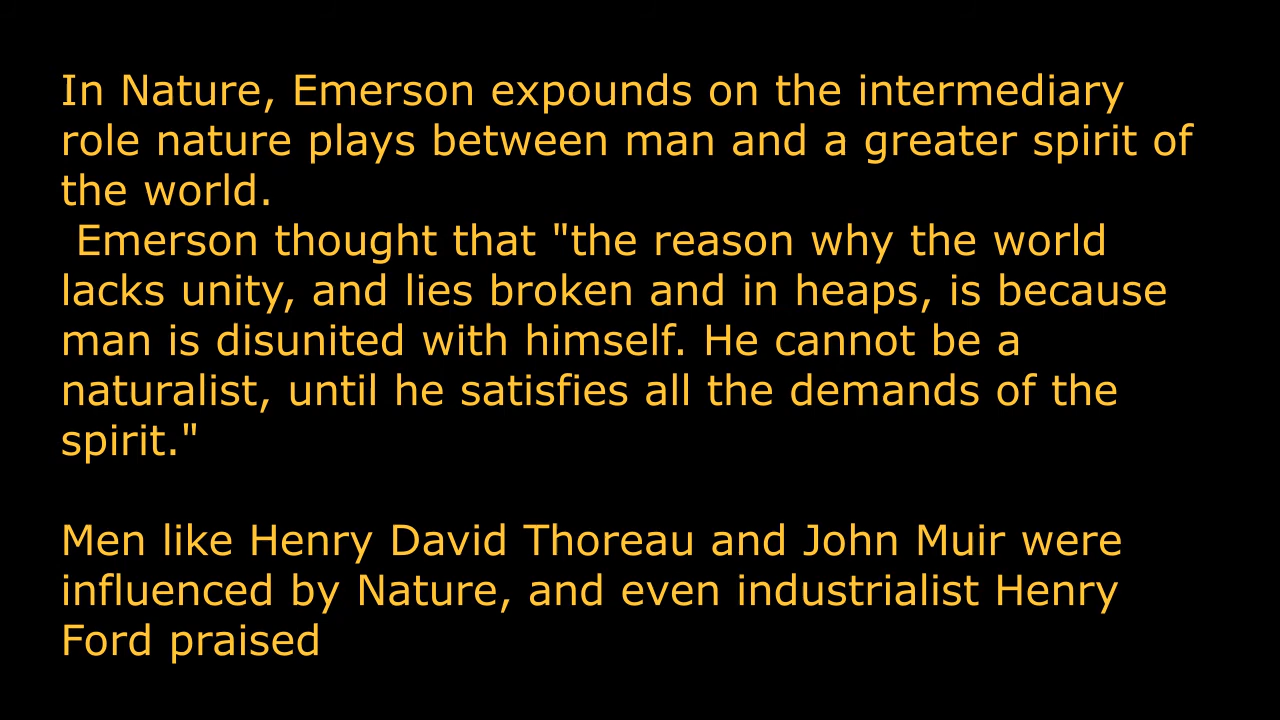 In Nature, Emerson expounds on the intermediary
role nature plays between man and a greater spirit of
the world.
Emerson thought that "the reason why the world
lacks unity, and lies broken and in heaps, is because
man is disunited with himself. He cannot be a
naturalist, until he satisfies all the demands of the
spirit."
Men like Henry David Thoreau and John Muir were
influenced by Nature, and even industrialist Henry
Ford praised